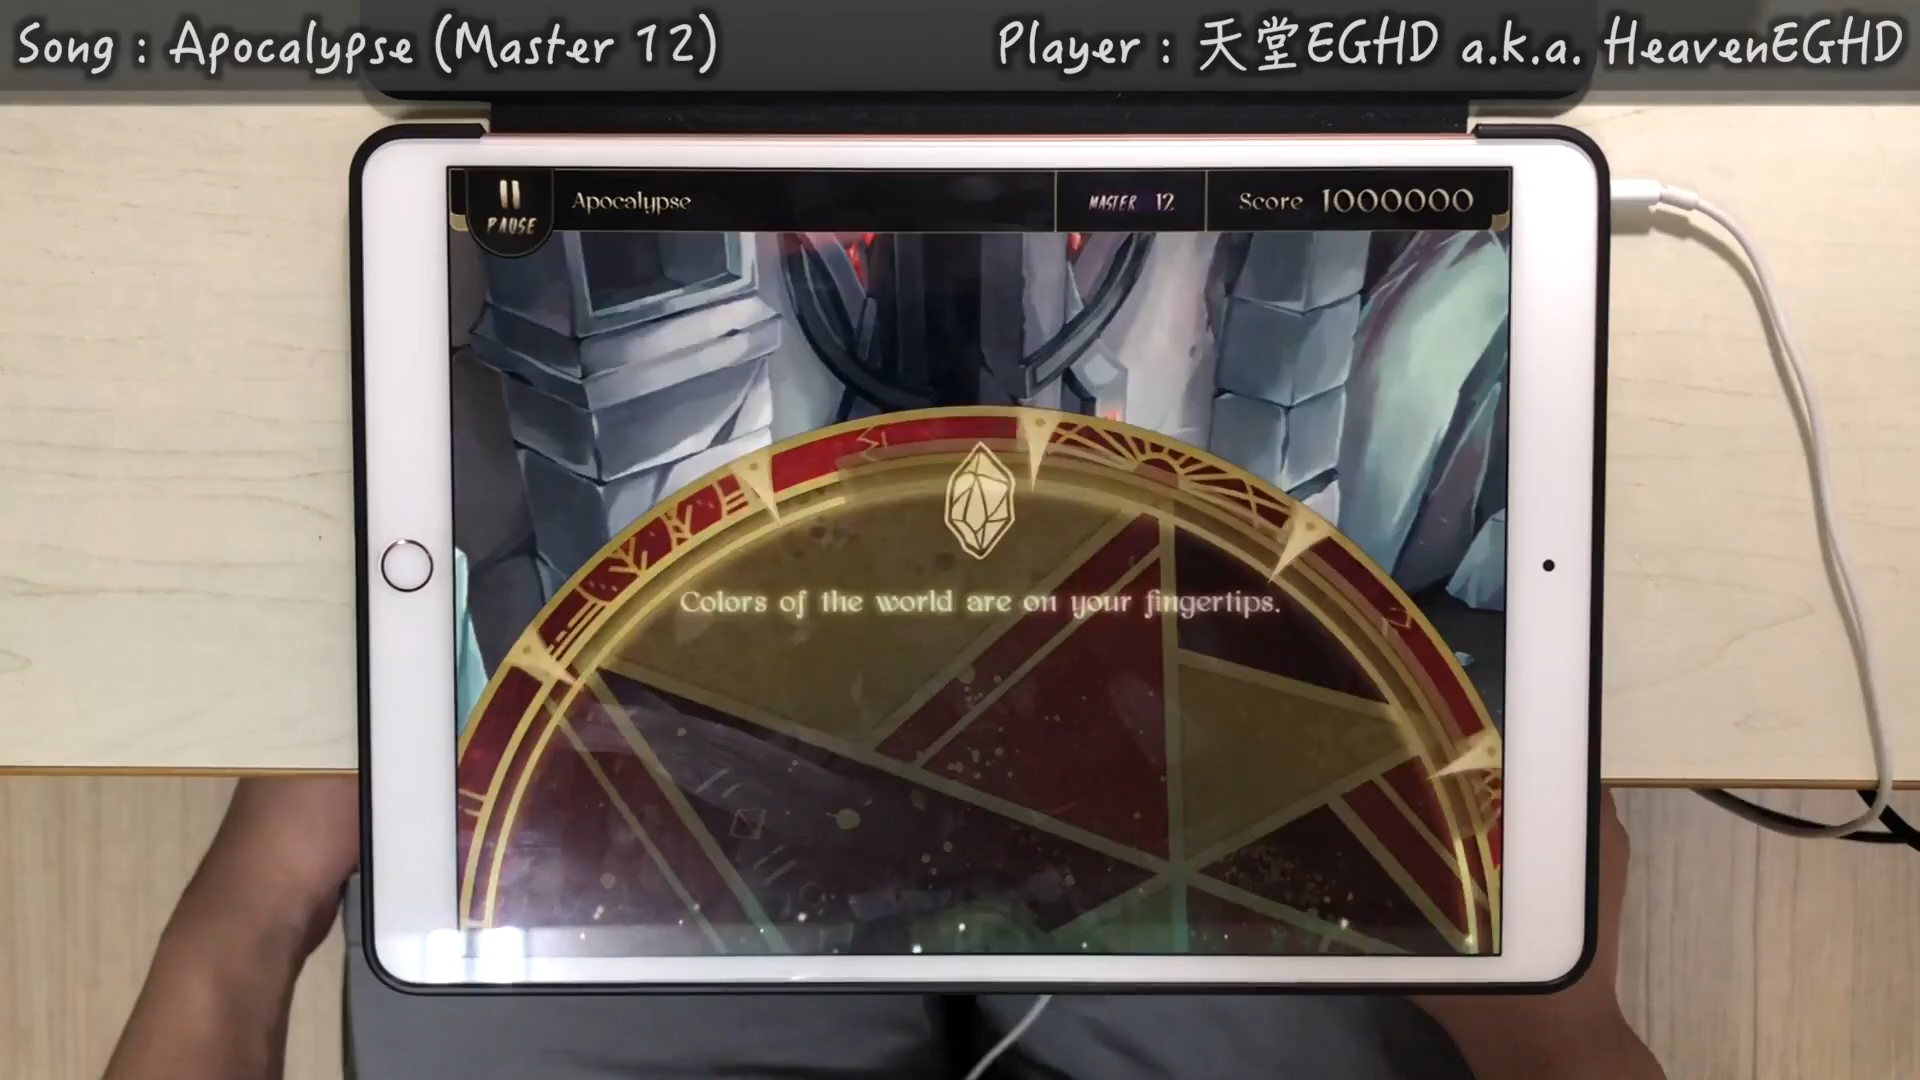 Song : Apocalypse (Master 12)
Player : 天堂EGHD a.k.a. HeavenEGHD
PAUSE
Apocalypse
MASTER 12
Score 1000000
Colors of the world are on your fingertips.